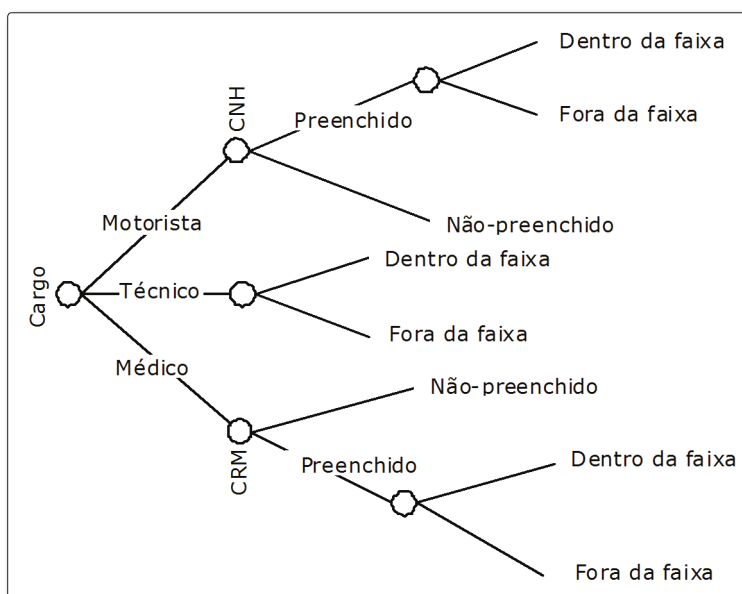 Dentro da faixa
CNH
Preenchido
Fora da faixa
Motorista
Não-preenchido
Dentro da faixa
Cargo
Técnico
Fora da faixa
Médico
Não-preenchido
CRM
Preenchido
Dentro da faixa
Fora da faixa